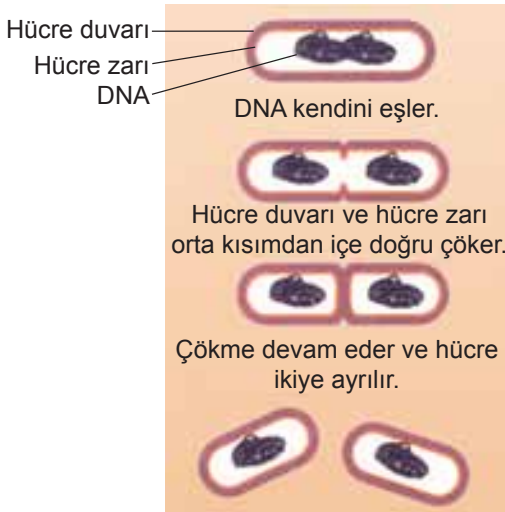 Hücre duvarı
Hücre zarı
DNA
DNA kendini eşler.
Hücre duvarı ve hücre zarı
orta kısımdan içe doğru çöker.
Çökme devam eder ve hücre
ikiye ayrılır.